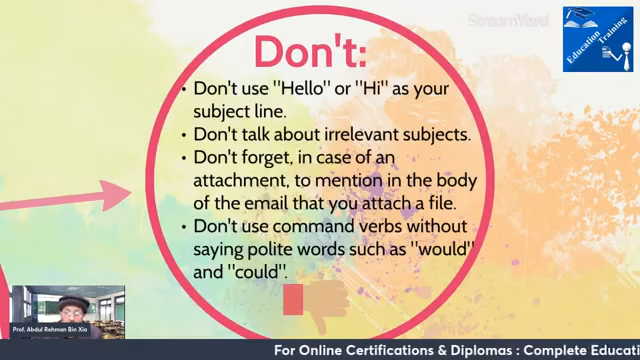 StreamYard
Education
Training
Don't:
• Don't use "Hello" or "Hi" as your
subject line.
• Don't talk about irrelevant subjects.
• Don't forget, in case of an
attachment, to mention in the body
of the email that you attach a file.
• Don't use command verbs without
saying polite words such as "would"
and "could".
Prof. Abdul Rehman Bin Xia
For Online Certifications & Diplomas : Complete Educati